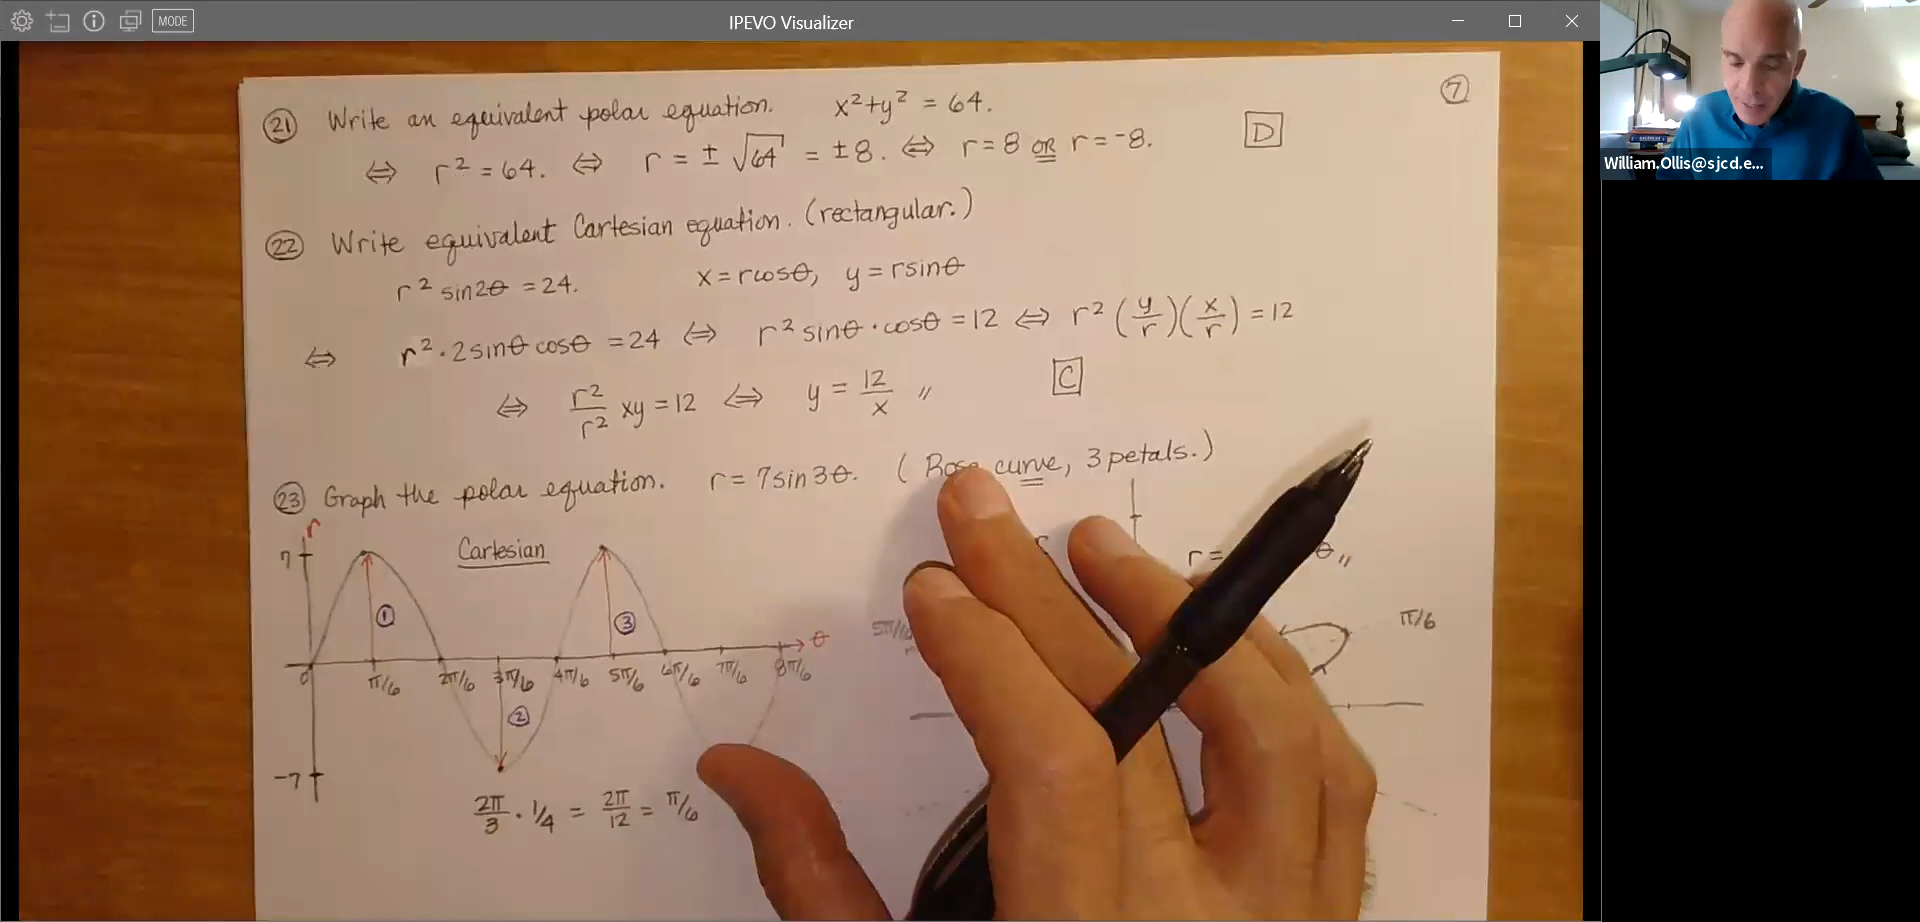 MODE
IPEVO Visualizer
William.Ollis@sjcd.e...
7
21 Write an equivalent polar equation. x²+y² = 64.
⇔ r² = 64. ⇔ r = ± √64 = ±8. ⇔ r = 8 OR r = -8. D
22 Write equivalent Cartesian equation. (rectangular.)
r² sin2θ = 24. x = rcosθ, y = rsinθ
⇔ r² · 2sinθ cosθ = 24 ⇔ r² sinθ · cosθ = 12 ⇔ r² (y/r)(x/r) = 12
⇔ r²/r² xy = 12 ⇔ y = 12/x // C
23 Graph the polar equation. r = 7sin3θ. (Rose curve, 3 petals.)
r
7 Cartesian
r = θ //
1 3 5π/6 π/6
θ
0 π/6 2π/6 3π/6 4π/6 5π/6 6π/6 7π/6 8π/6
2
-7
2π/3 · 1/4 = 2π/12 = π/6